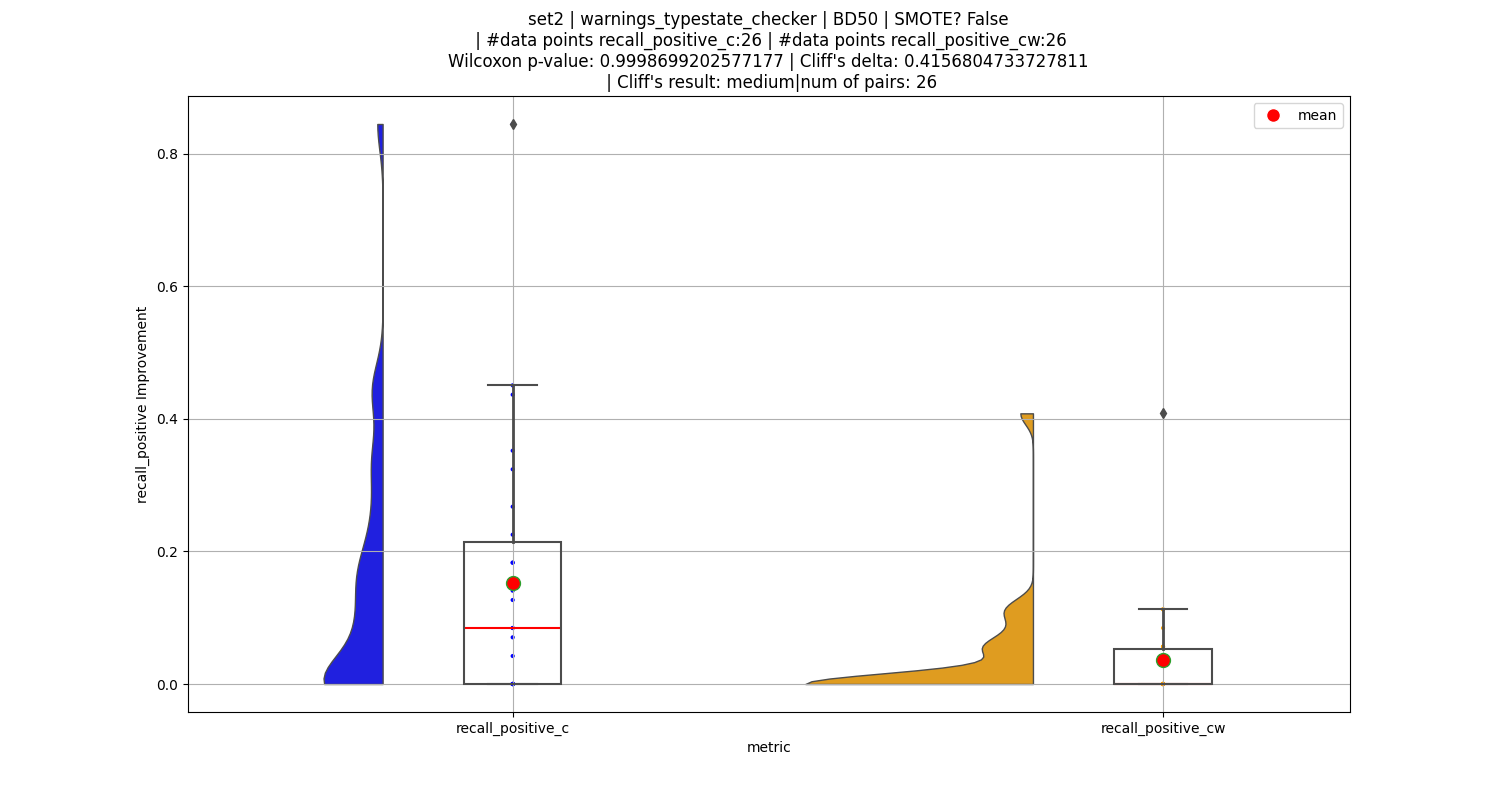 set2 | warnings_typestate_checker | BD50 | SMOTE? False
| #data points recall_positive_c:26 | #data points recall_positive_cw:26
Wilcoxon p-value: 0.9998699202577177 | Cliff's delta: 0.4156804733727811
| Cliff's result: medium|num of pairs: 26
mean
0.8
0.6
0.4
0.2
0.0
recall_positive Improvement
recall_positive_c
recall_positive_cw
metric